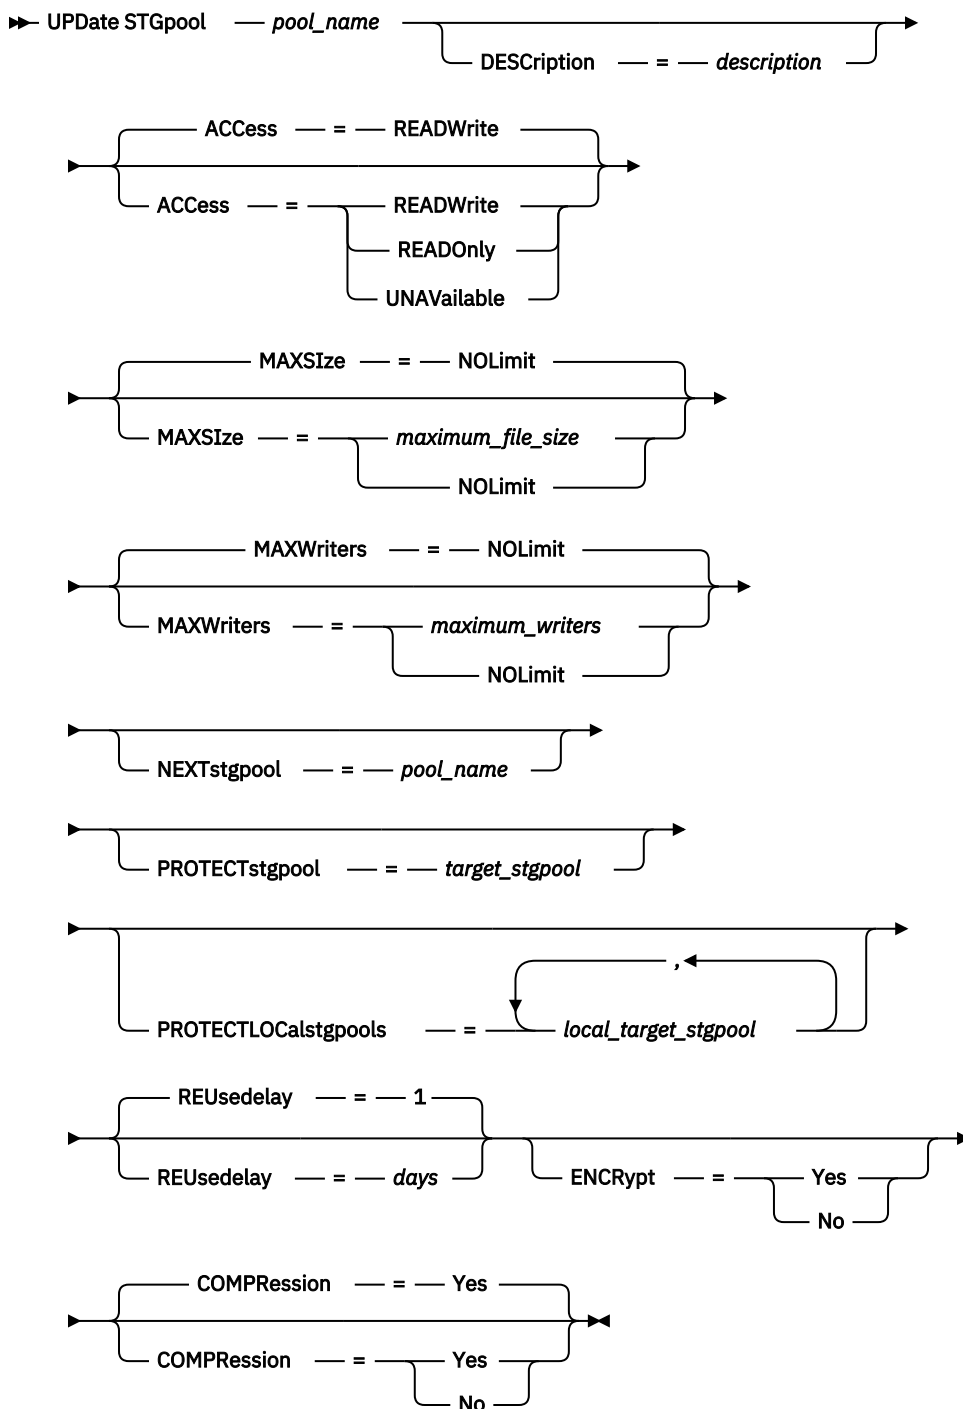 UPDate STGpool — pool_name
DESCription — = — description
ACCess — = — READWrite
ACCess — = — READWrite
READOnly
UNAVailable
MAXSIze — = — NOLimit
MAXSIze — = — maximum_file_size
NOLimit
MAXWriters — = — NOLimit
MAXWriters — = — maximum_writers
NOLimit
NEXTstgpool — = — pool_name
PROTECTstgpool — = — target_stgpool
,
PROTECTLOCalstgpools — = — local_target_stgpool
REUsedelay — = — 1
REUsedelay — = — days ENCRypt — = — Yes
No
COMPRession — = — Yes
COMPRession — = — Yes
No